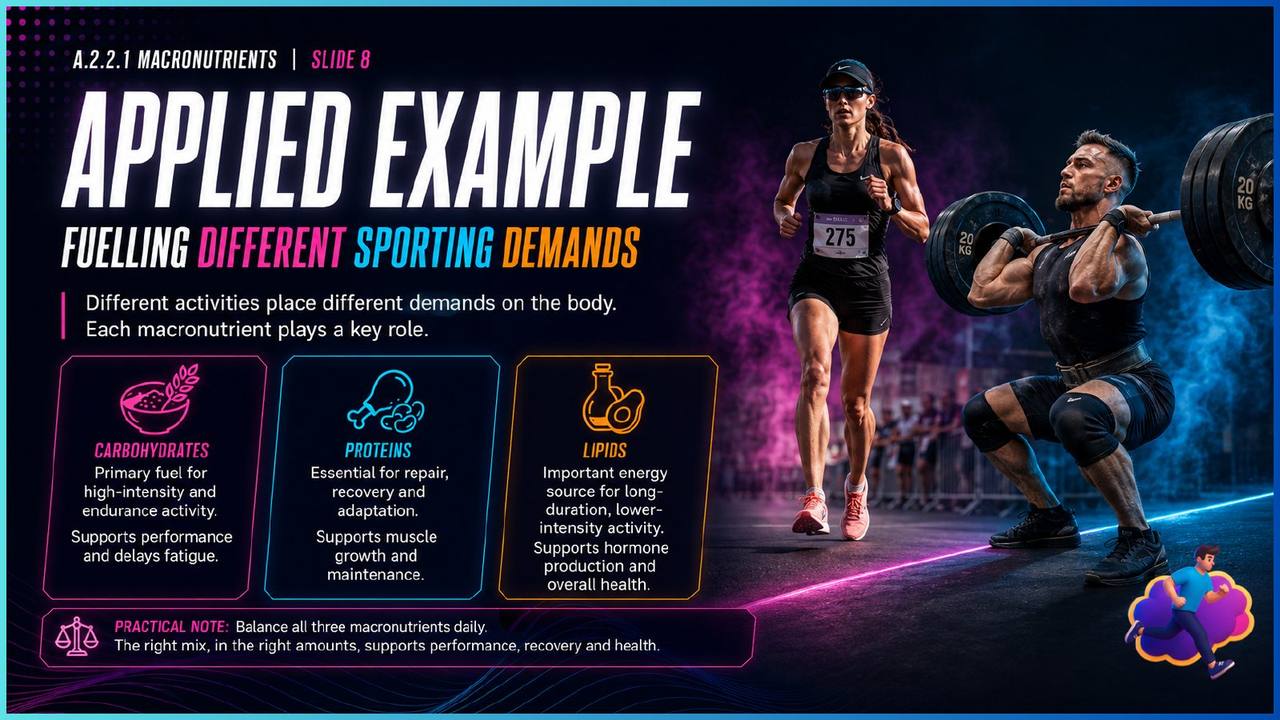 A.2.2.1 MACRONUTRIENTS | SLIDE 8
APPLIED EXAMPLE
FUELLING DIFFERENT SPORTING DEMANDS
Different activities place different demands on the body.
Each macronutrient plays a key role.
CARBOHYDRATES
Primary fuel for
high-intensity and
endurance activity.
Supports performance
and delays fatigue.
PROTEINS
Essential for repair,
recovery and
adaptation.
Supports muscle
growth and
maintenance.
LIPIDS
Important energy
source for long-
duration, lower-
intensity activity.
Supports hormone
production and
overall health.
PRACTICAL NOTE: Balance all three macronutrients daily.
The right mix, in the right amounts, supports performance, recovery and health.
275
20
KG
20
KG